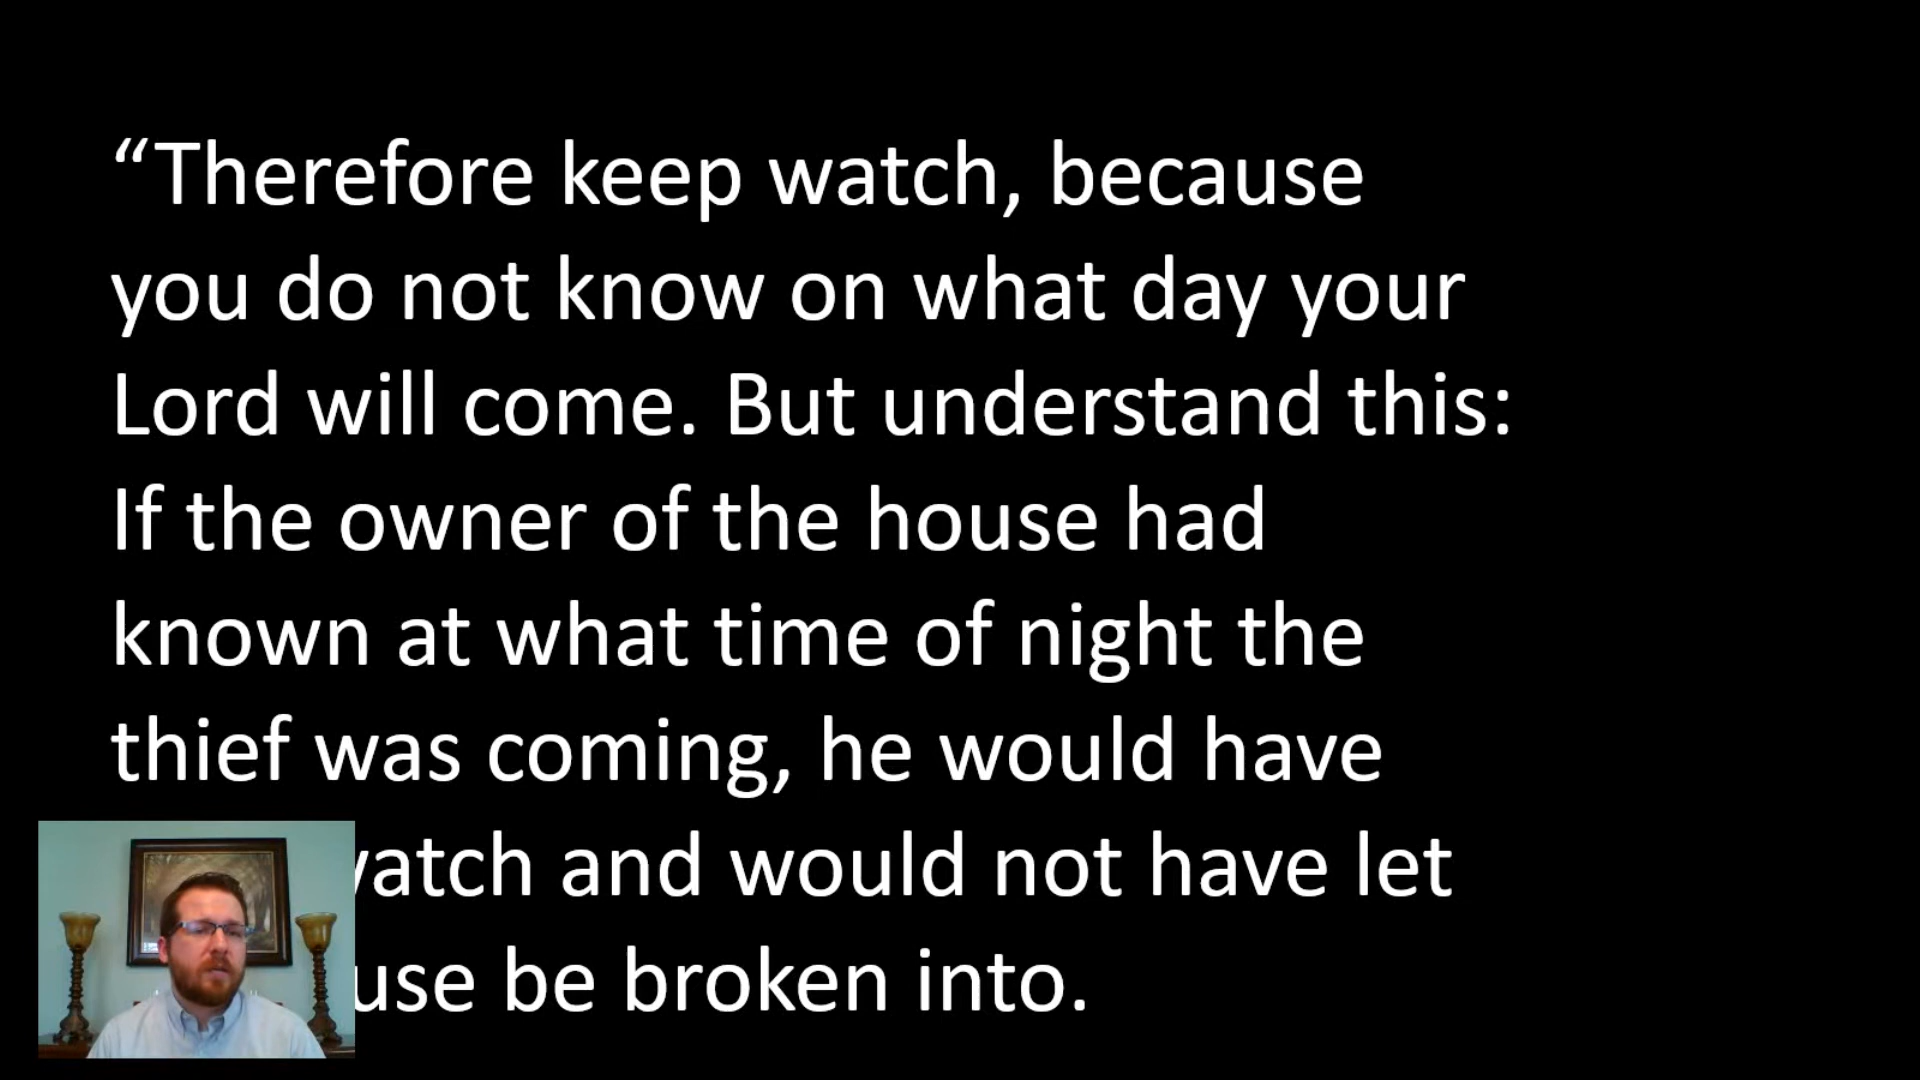 “Therefore keep watch, because
you do not know on what day your
Lord will come. But understand this:
If the owner of the house had
known at what time of night the
thief was coming, he would have
and would not have let
be broken into.